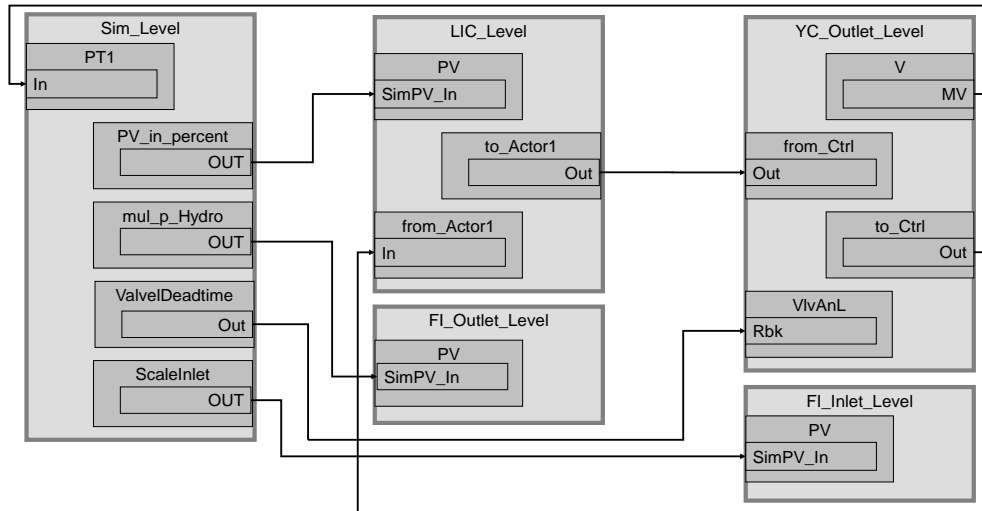 Sim_Level
PT1
In
PV_in_percent
OUT
mul_p_Hydro
OUT
ValvelDeadtime
Out
ScaleInlet
OUT
LIC_Level
PV
SimPV_In
to_Actor1
Out
from_Actor1
In
FI_Outlet_Level
PV
SimPV_In
YC_Outlet_Level
V
MV
from_Ctrl
Out
to_Ctrl
Out
VlvAnL
Rbk
FI_Inlet_Level
PV
SimPV_In